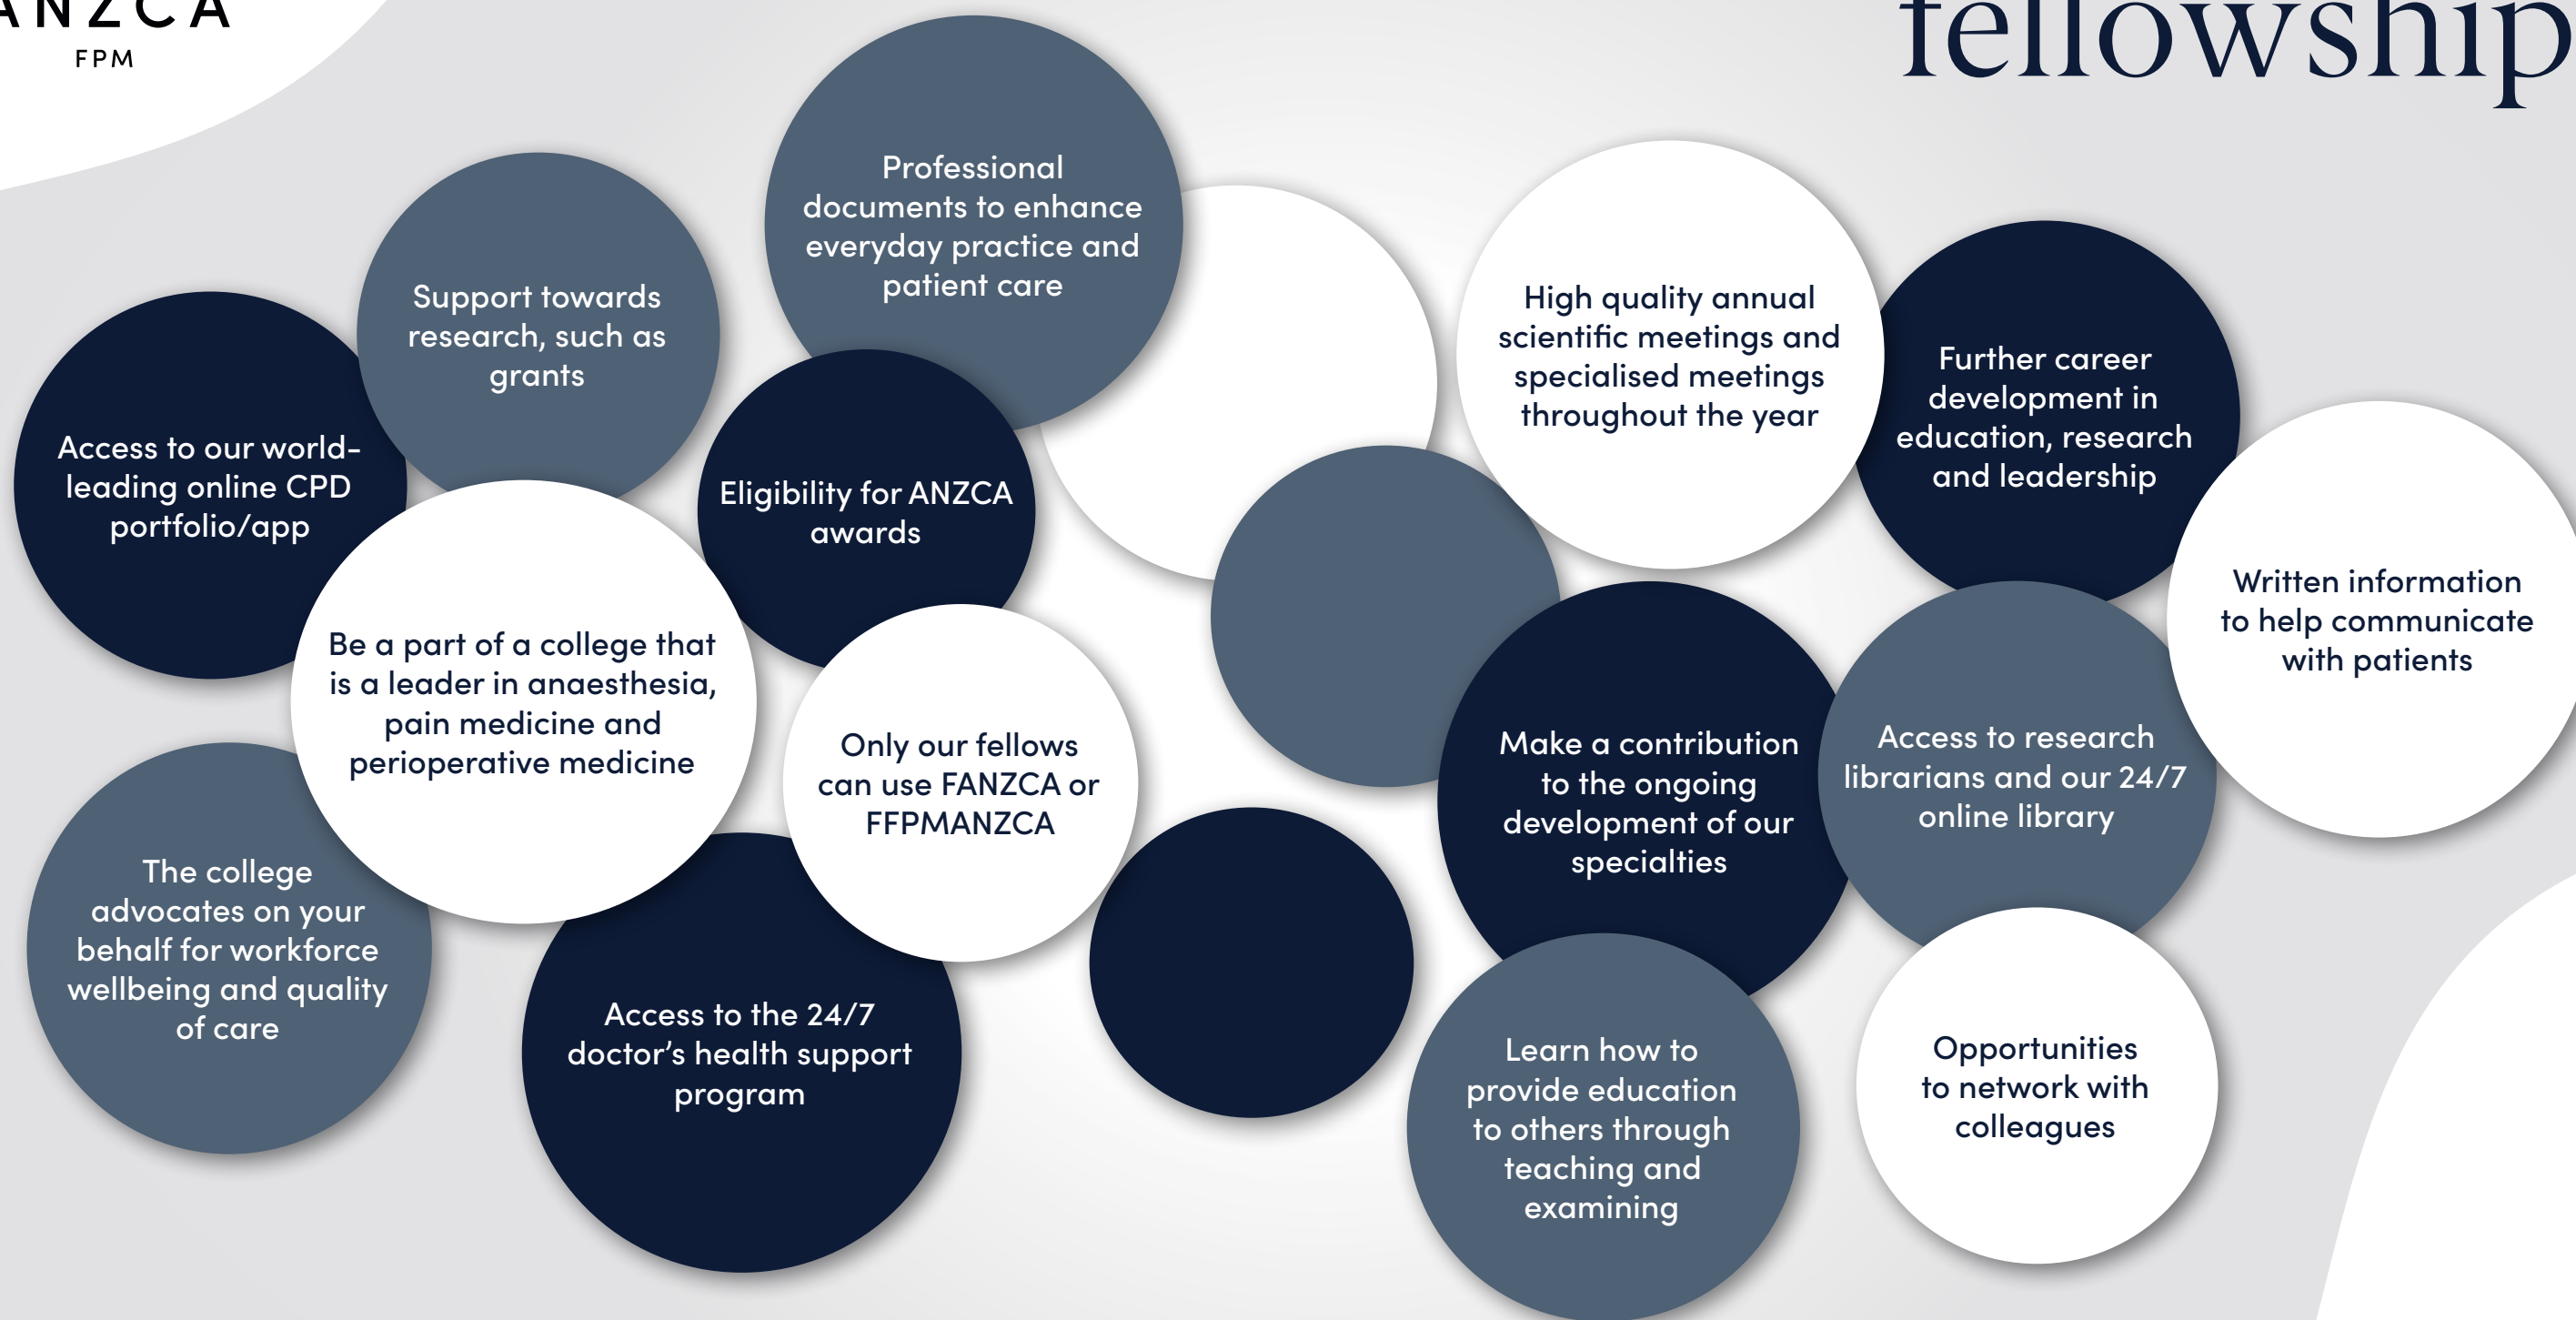 ANZCA
FPM
fellowship
Professional
documents to enhance
everyday practice and
patient care
Support towards
research, such as
grants
High quality annual
scientific meetings and
specialised meetings
throughout the year
Further career
development in
education, research
and leadership
Access to our world-
leading online CPD
portfolio/app
Eligibility for ANZCA
awards
Written information
to help communicate
with patients
Be a part of a college that
is a leader in anaesthesia,
pain medicine and
perioperative medicine
Only our fellows
can use FANZCA or
FFPMANZCA
Make a contribution
to the ongoing
development of our
specialties
Access to research
librarians and our 24/7
online library
The college
advocates on your
behalf for workforce
wellbeing and quality
of care
Access to the 24/7
doctor’s health support
program
Learn how to
provide education
to others through
teaching and
examining
Opportunities
to network with
colleagues